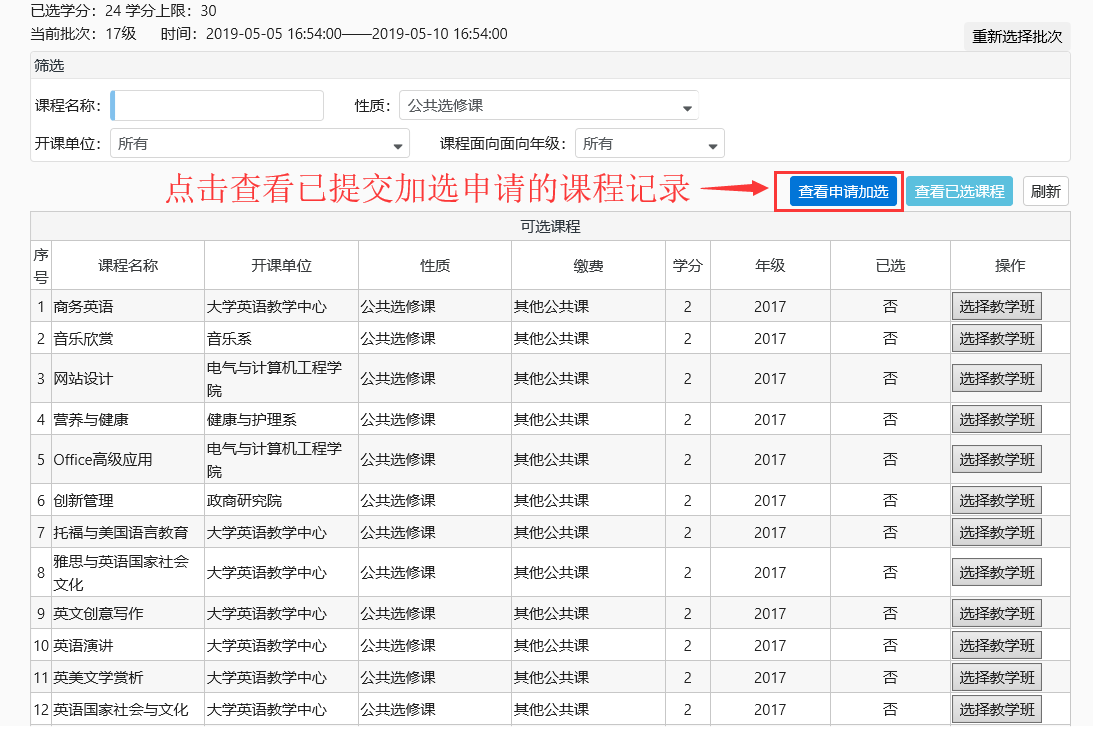 已选学分：24 学分上限：30
当前批次：17级 时间：2019-05-05 16:54:00——2019-05-10 16:54:00
重新选择批次
筛选
课程名称： 性质： 公共选修课
开课单位： 所有 课程面向面向年级： 所有
点击查看已提交加选申请的课程记录 查看申请加选 查看已选课程 刷新
可选课程
序号 课程名称 开课单位 性质 缴费 学分 年级 已选 操作
1 商务英语 大学英语教学中心 公共选修课 其他公共课 2 2017 否 选择教学班
2 音乐欣赏 音乐系 公共选修课 其他公共课 2 2017 否 选择教学班
3 网站设计 电气与计算机工程学院 公共选修课 其他公共课 2 2017 否 选择教学班
4 营养与健康 健康与护理系 公共选修课 其他公共课 2 2017 否 选择教学班
5 Office高级应用 电气与计算机工程学院 公共选修课 其他公共课 2 2017 否 选择教学班
6 创新管理 政商研究院 公共选修课 其他公共课 2 2017 否 选择教学班
7 托福与美国语言教育 大学英语教学中心 公共选修课 其他公共课 2 2017 否 选择教学班
8 雅思与英语国家社会文化 大学英语教学中心 公共选修课 其他公共课 2 2017 否 选择教学班
9 英文创意写作 大学英语教学中心 公共选修课 其他公共课 2 2017 否 选择教学班
10 英语演讲 大学英语教学中心 公共选修课 其他公共课 2 2017 否 选择教学班
11 英美文学赏析 大学英语教学中心 公共选修课 其他公共课 2 2017 否 选择教学班
12 英语国家社会与文化 大学英语教学中心 公共选修课 其他公共课 2 2017 否 选择教学班